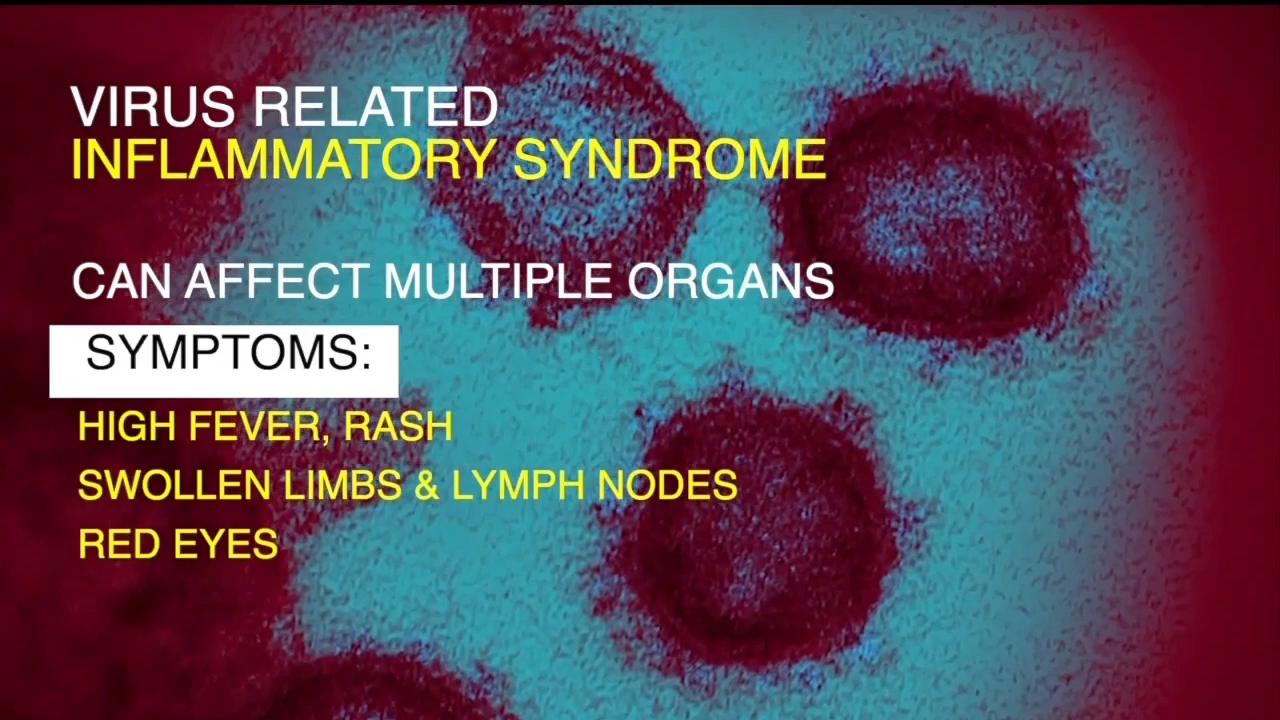 VIRUS RELATED
INFLAMMATORY SYNDROME
CAN AFFECT MULTIPLE ORGANS
SYMPTOMS:
HIGH FEVER, RASH
SWOLLEN LIMBS & LYMPH NODES
RED EYES